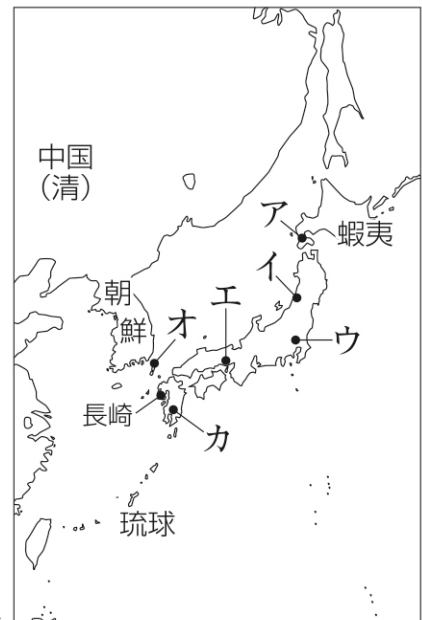 中国
（清）
ア
蝦夷
イ
朝
鮮
エ
オ
ウ
長崎
カ
琉球